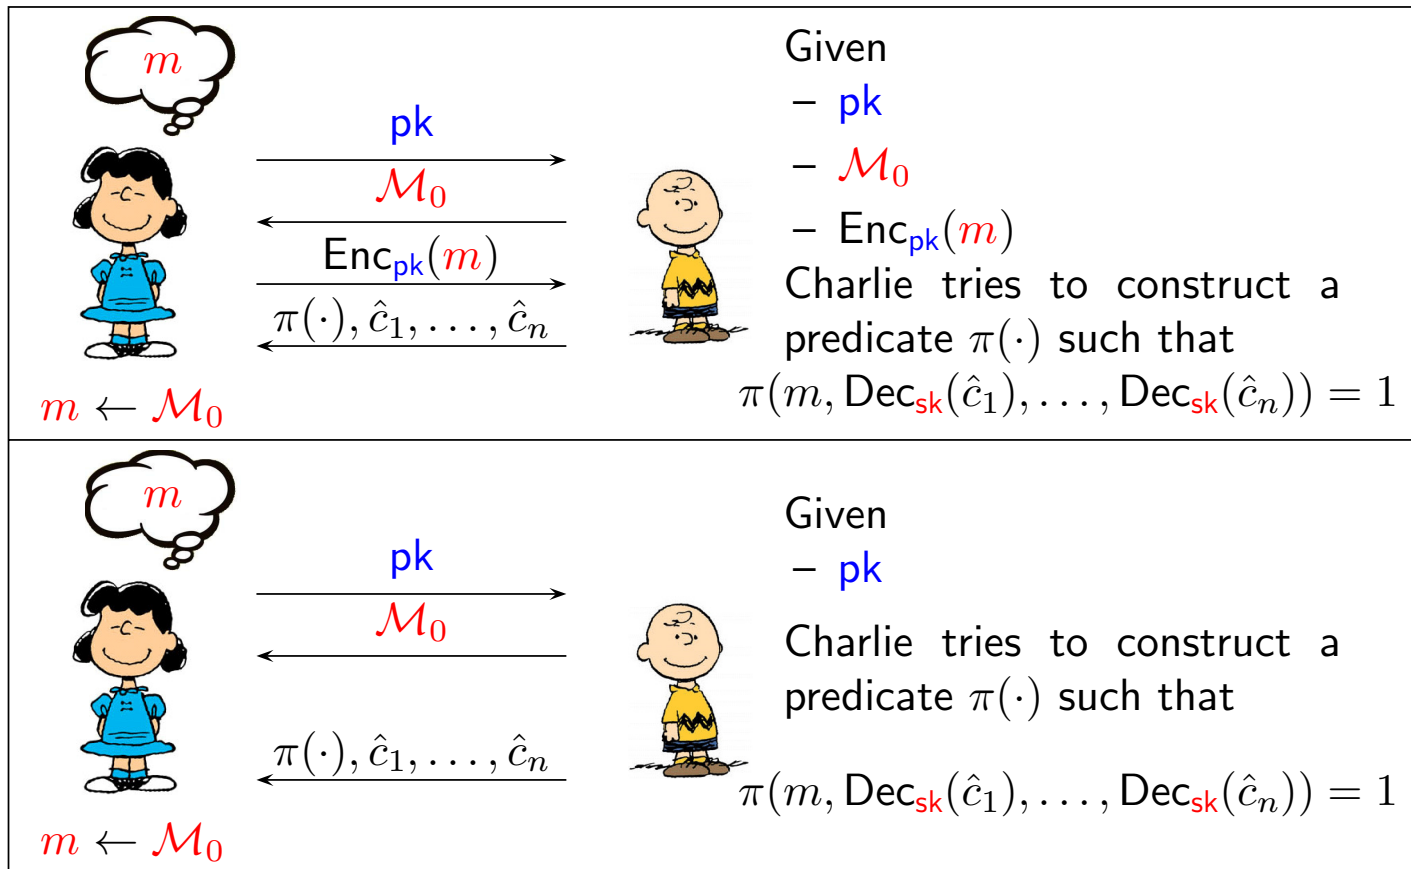 m
pk
M₀
Enc_pk(m)
π(·), ĉ₁, . . . , ĉₙ
m ← M₀
Given
– pk
– M₀
– Enc_pk(m)
Charlie tries to construct a
predicate π(·) such that
π(m, Dec_sk(ĉ₁), . . . , Dec_sk(ĉₙ)) = 1
m
pk
M₀
π(·), ĉ₁, . . . , ĉₙ
m ← M₀
Given
– pk
Charlie tries to construct a
predicate π(·) such that
π(m, Dec_sk(ĉ₁), . . . , Dec_sk(ĉₙ)) = 1